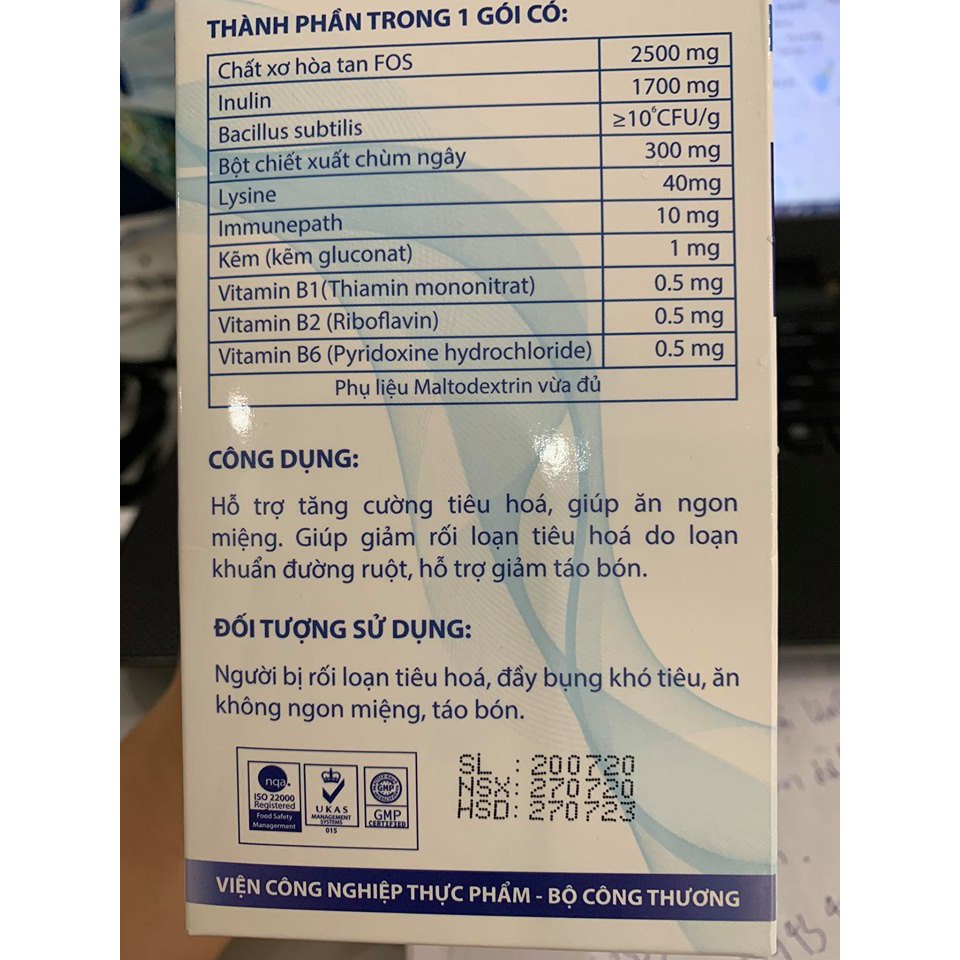 THÀNH PHẦN TRONG 1 GÓI CÓ:
Chất xơ hòa tan FOS 2500 mg
Inulin 1700 mg
Bacillus subtilis ≥10⁶CFU/g
Bột chiết xuất chùm ngây 300 mg
Lysine 40mg
Immunepath 10 mg
Kẽm (kẽm gluconat) 1 mg
Vitamin B1(Thiamin mononitrat) 0.5 mg
Vitamin B2 (Riboflavin) 0.5 mg
Vitamin B6 (Pyridoxine hydrochloride) 0.5 mg
Phụ liệu Maltodextrin vừa đủ
CÔNG DỤNG:
Hỗ trợ tăng cường tiêu hoá, giúp ăn ngon
miệng. Giúp giảm rối loạn tiêu hoá do loạn
khuẩn đường ruột, hỗ trợ giảm táo bón.
ĐỐI TƯỢNG SỬ DỤNG:
Người bị rối loạn tiêu hoá, đầy bụng khó tiêu, ăn
không ngon miệng, táo bón.
nqa.
ISO 22000
Registered
Food Safety
Management
UKAS
MANAGEMENT
SYSTEMS
015
GMP
GMP
CERTIFIED
SL : 200720
NSX: 270720
HSD: 270723
VIỆN CÔNG NGHIỆP THỰC PHẨM - BỘ CÔNG THƯƠNG